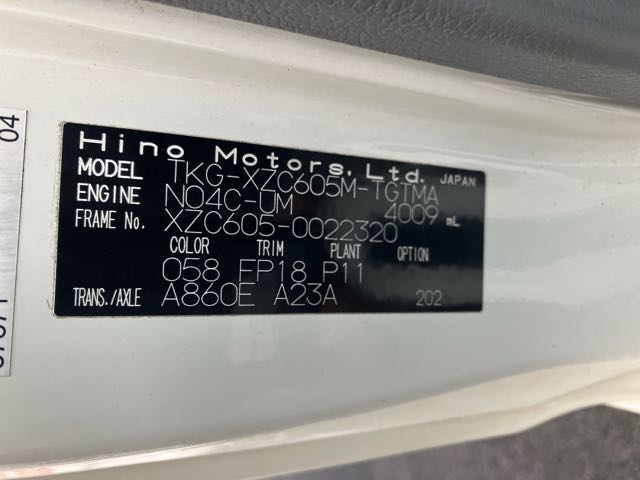 Hino Motors, Ltd. JAPAN
MODEL TKG-XZC605M-TGTMA
ENGINE N04C-UM 4009 mL
FRAME No. XZC605-0022320
COLOR TRIM PLANT OPTION
058 FP18 P11
TRANS./AXLE A860E A23A 202
04